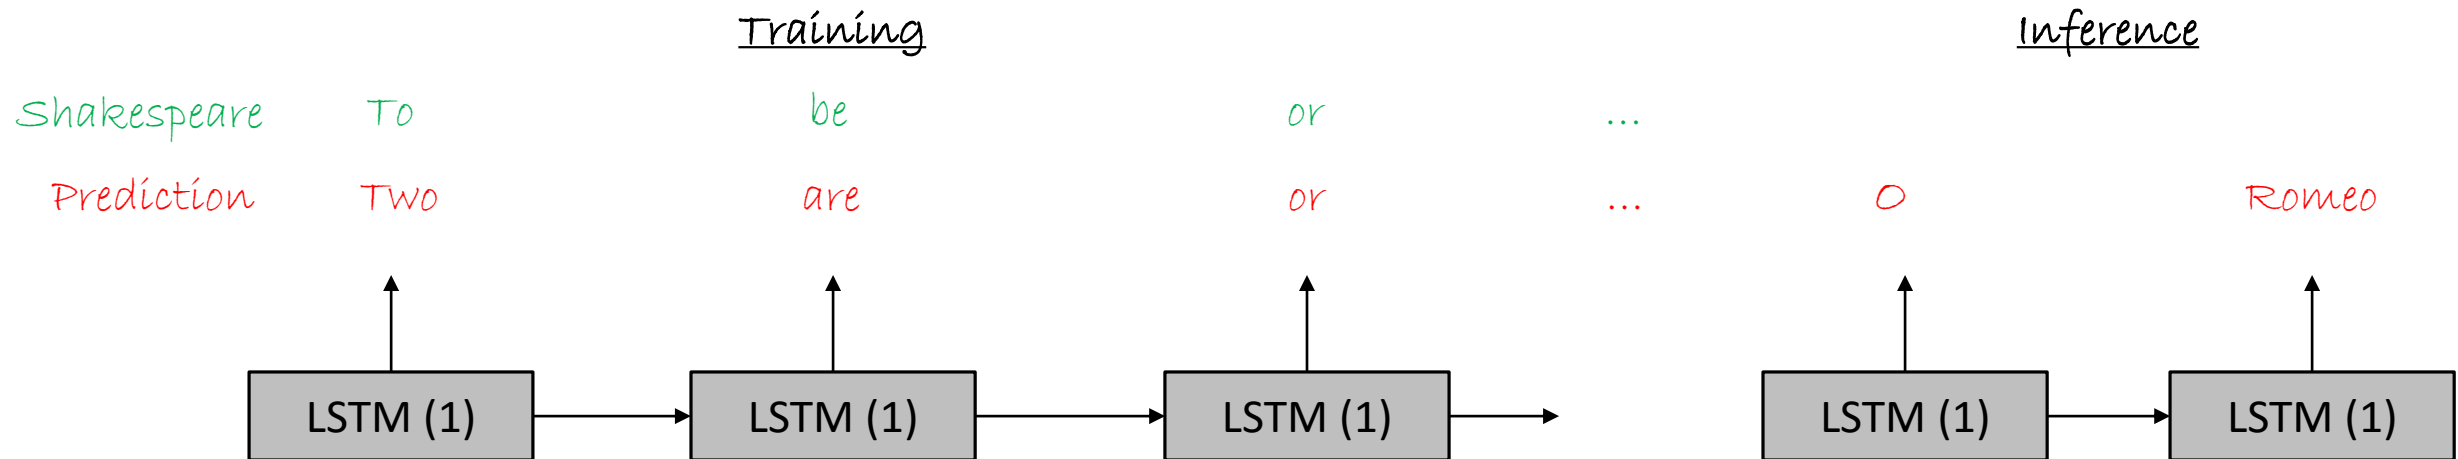 Training Inference
Shakespeare To be or ...
Prediction Two are or ... O Romeo
LSTM (1) LSTM (1) LSTM (1) LSTM (1) LSTM (1)